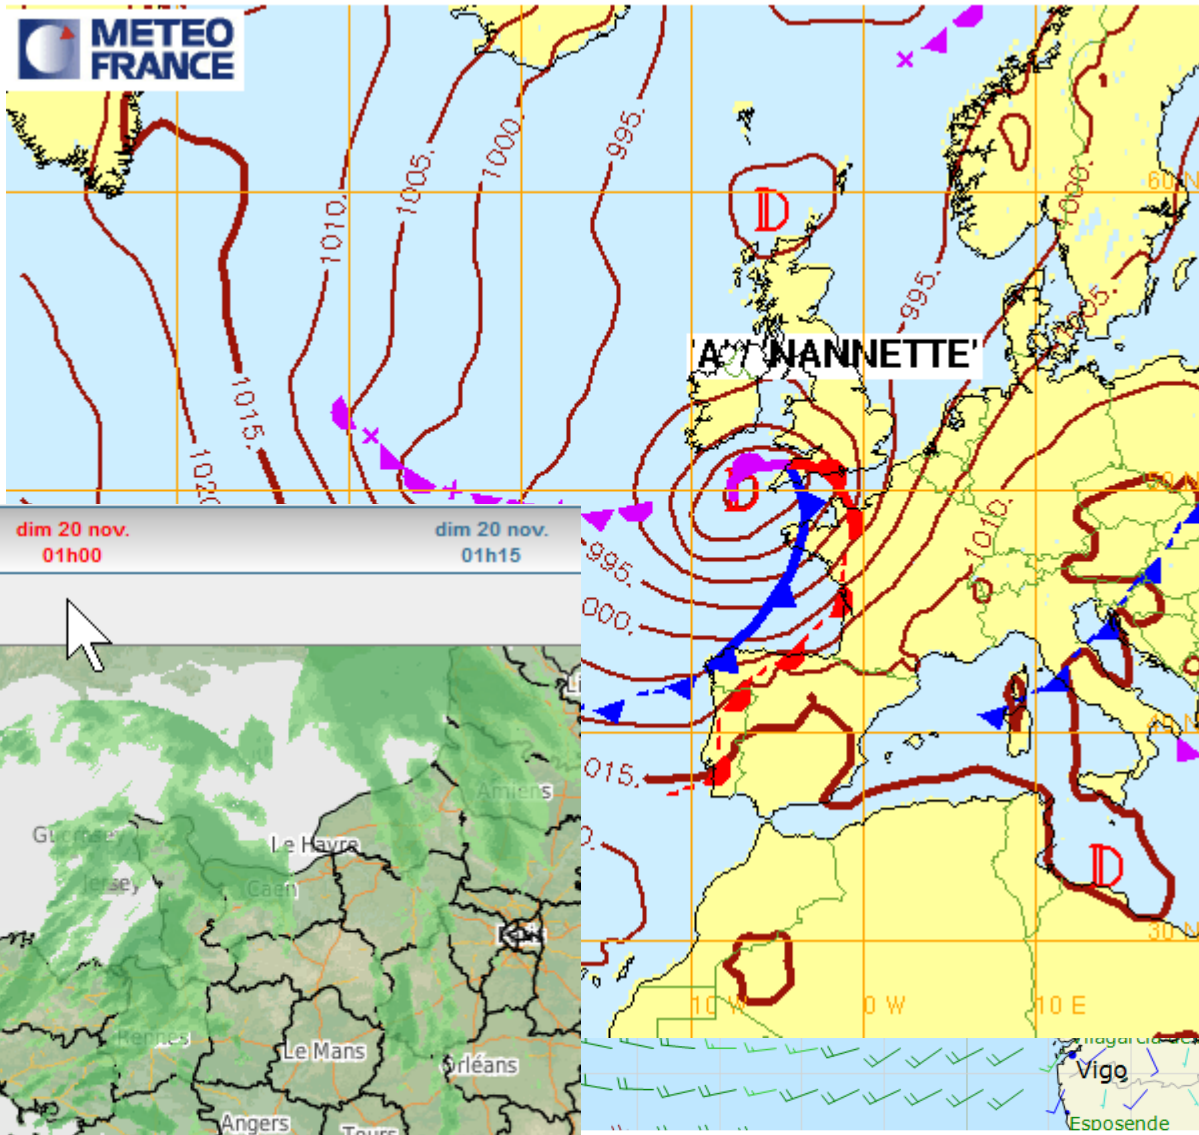 METEO
FRANCE
995.
1000.
1005.
1010.
1000.
60 N
D
995.
1005.
'A' 'NANNETTE'
1015.
1020
50 N
D
1010.
dim 20 nov.
01h00
dim 20 nov.
01h15
995.
000.
40 N
015.
Amiens
Guernsey
Le Havre
Jersey
Caen
D
30 N
10 W
0 W
10 E
Rennes
Le Mans
Orléans
Vigo
Angers
Tours
Esposende